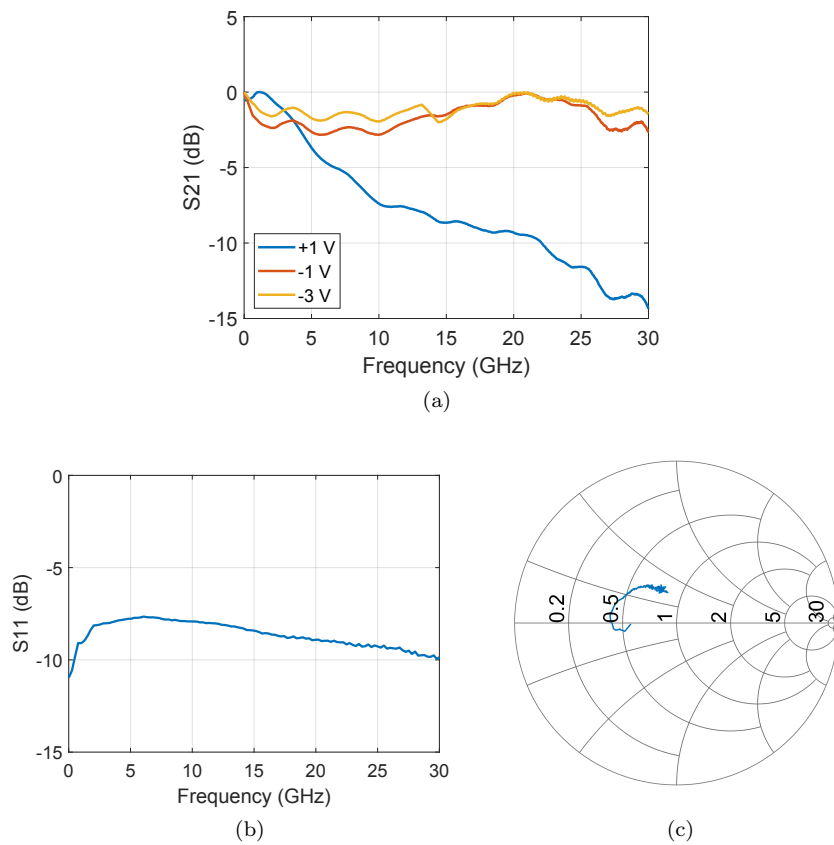 5
0
-5
-10
-15
S21 (dB)
+1 V
-1 V
-3 V
0 5 10 15 20 25 30
Frequency (GHz)
(a)
0
-5
-10
-15
S11 (dB)
0 5 10 15 20 25 30
Frequency (GHz)
(b)
0.2 0.5 1 2 5 30
(c)